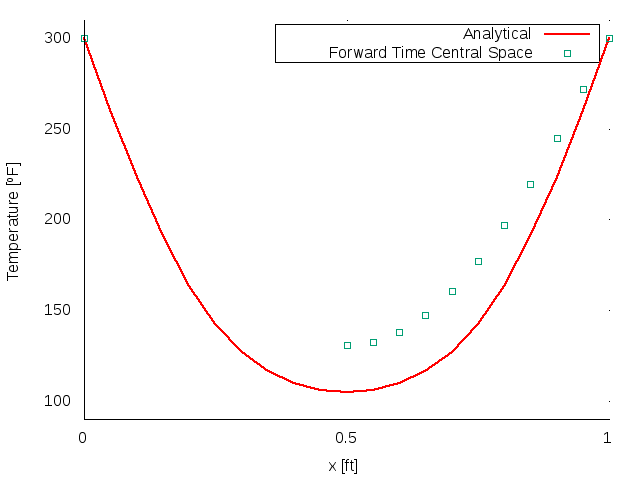 Analytical
Forward Time Central Space
300
250
200
150
100
Temperature [ºF]
0
0.5
1
x [ft]